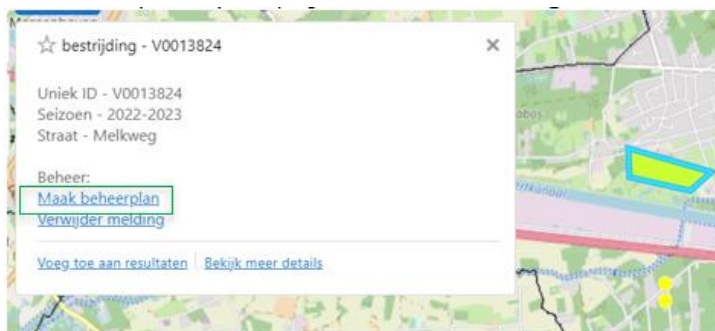 bestrijding - V0013824
Uniek ID - V0013824
Seizoen - 2022-2023
Straat - Melkweg
Beheer:
Maak beheerplan
Verwijder melding
Voeg toe aan resultaten
Bekijk meer details